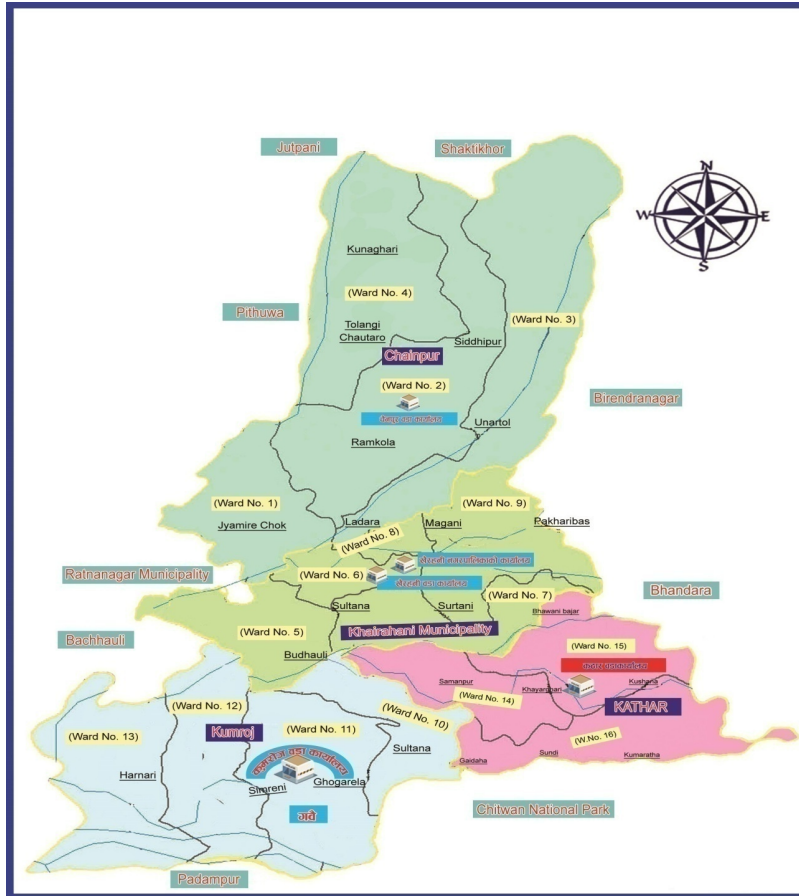 Jutpani
Shaktikhor
N
W
E
S
Kunaghari
(Ward No. 4)
Pithuwa
(Ward No. 3)
Tolangi
Chautaro
Siddhipur
Chainpur
(Ward No. 2)
Birendranagar
Unartol
Ramkola
(Ward No. 1)
(Ward No. 9)
Jyamire Chok
Ladara
Magani
Pakharibas
(Ward No. 8)
Ratnanagar Municipality
(Ward No. 6)
Bhandara
(Ward No. 7)
Sultana
Surtani
Bhawani bajar
(Ward No. 5)
Khairahani Municipality
Bachhauli
(Ward No. 15)
Budhauli
Samanpur
Khayarghari
Kushana
(Ward No. 14)
KATHAR
(Ward No. 12)
(Ward No. 10)
(Ward No. 11)
Kumroj
(Ward No. 13)
(W.No. 16)
Sultana
Sundi
Kumaratha
Gaidaha
कुमरोज वडा कार्यालय
Harnari
Simreni
Ghogarela
Chitwan National Park
Padampur